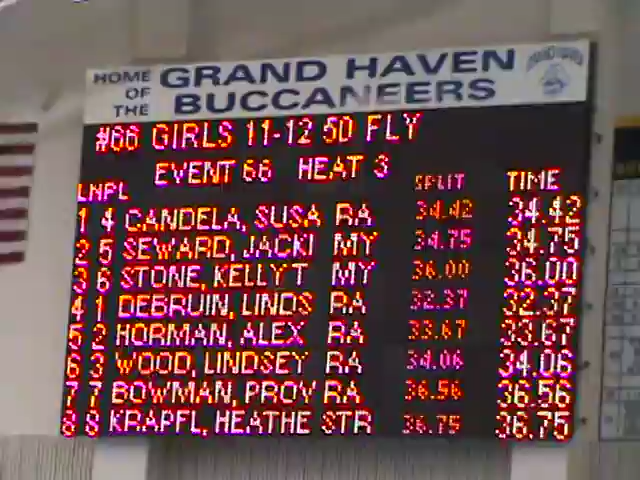 HOME OF THE GRAND HAVEN BUCCANEERS
#66 GIRLS 11-12 50 FLY
EVENT 66 HEAT 3
LNPL SPLIT TIME
1 4 CANDELA, SUSA RA 34.42 34.42
2 5 SEWARD, JACKI MY 34.75 34.75
3 6 STONE, KELLY T MY 36.00 36.00
4 1 DEBRUIN, LINDS RA 32.37 32.37
5 2 HORMAN, ALEX RA 33.67 33.67
6 3 WOOD, LINDSEY RA 34.06 34.06
7 7 BOWMAN, PROV RA 36.56 36.56
8 8 KRAPFL, HEATHE STR 36.75 36.75